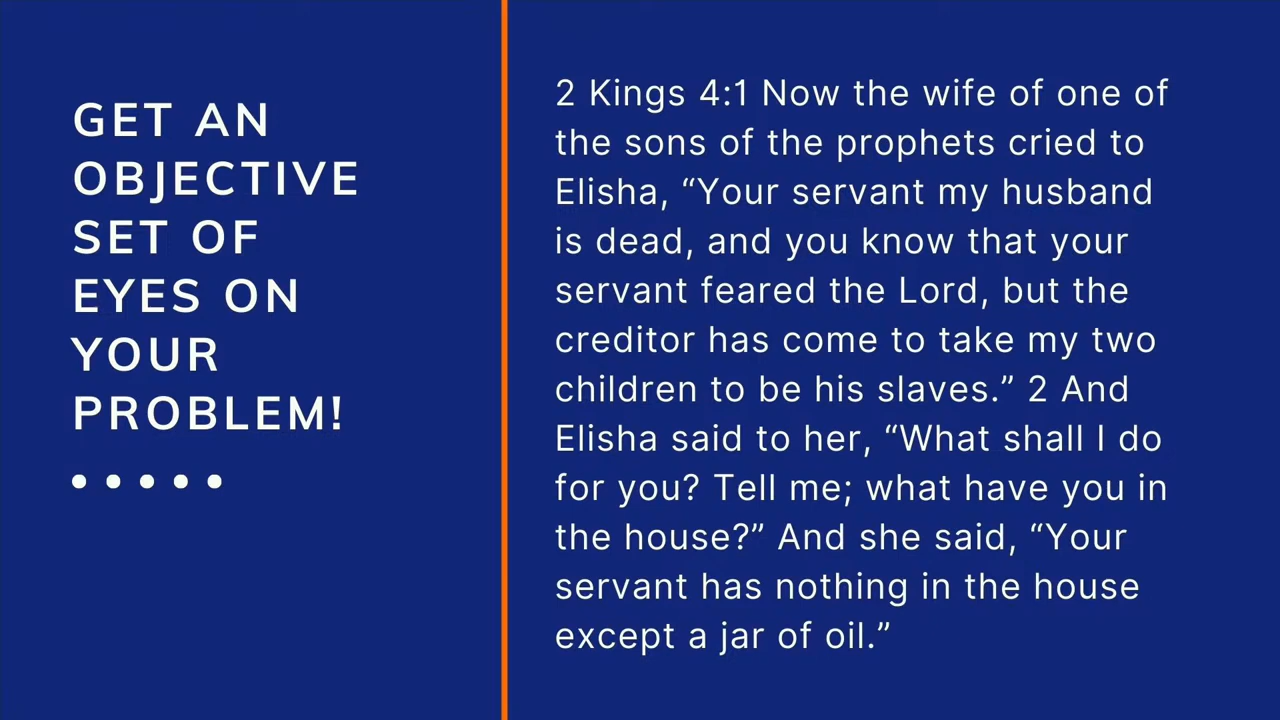 GET AN
OBJECTIVE
SET OF
EYES ON
YOUR
PROBLEM!
2 Kings 4:1 Now the wife of one of
the sons of the prophets cried to
Elisha, “Your servant my husband
is dead, and you know that your
servant feared the Lord, but the
creditor has come to take my two
children to be his slaves.” 2 And
Elisha said to her, “What shall I do
for you? Tell me; what have you in
the house?” And she said, “Your
servant has nothing in the house
except a jar of oil.”